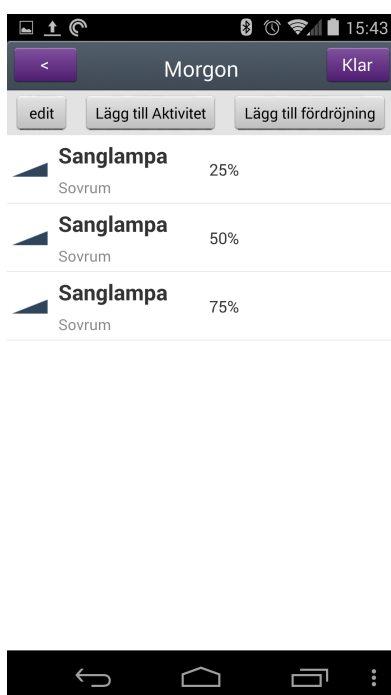 15:43
<
Morgon
Klar
edit
Lägg till Aktivitet
Lägg till fördröjning
Sanglampa
25%
Sovrum
Sanglampa
50%
Sovrum
Sanglampa
75%
Sovrum